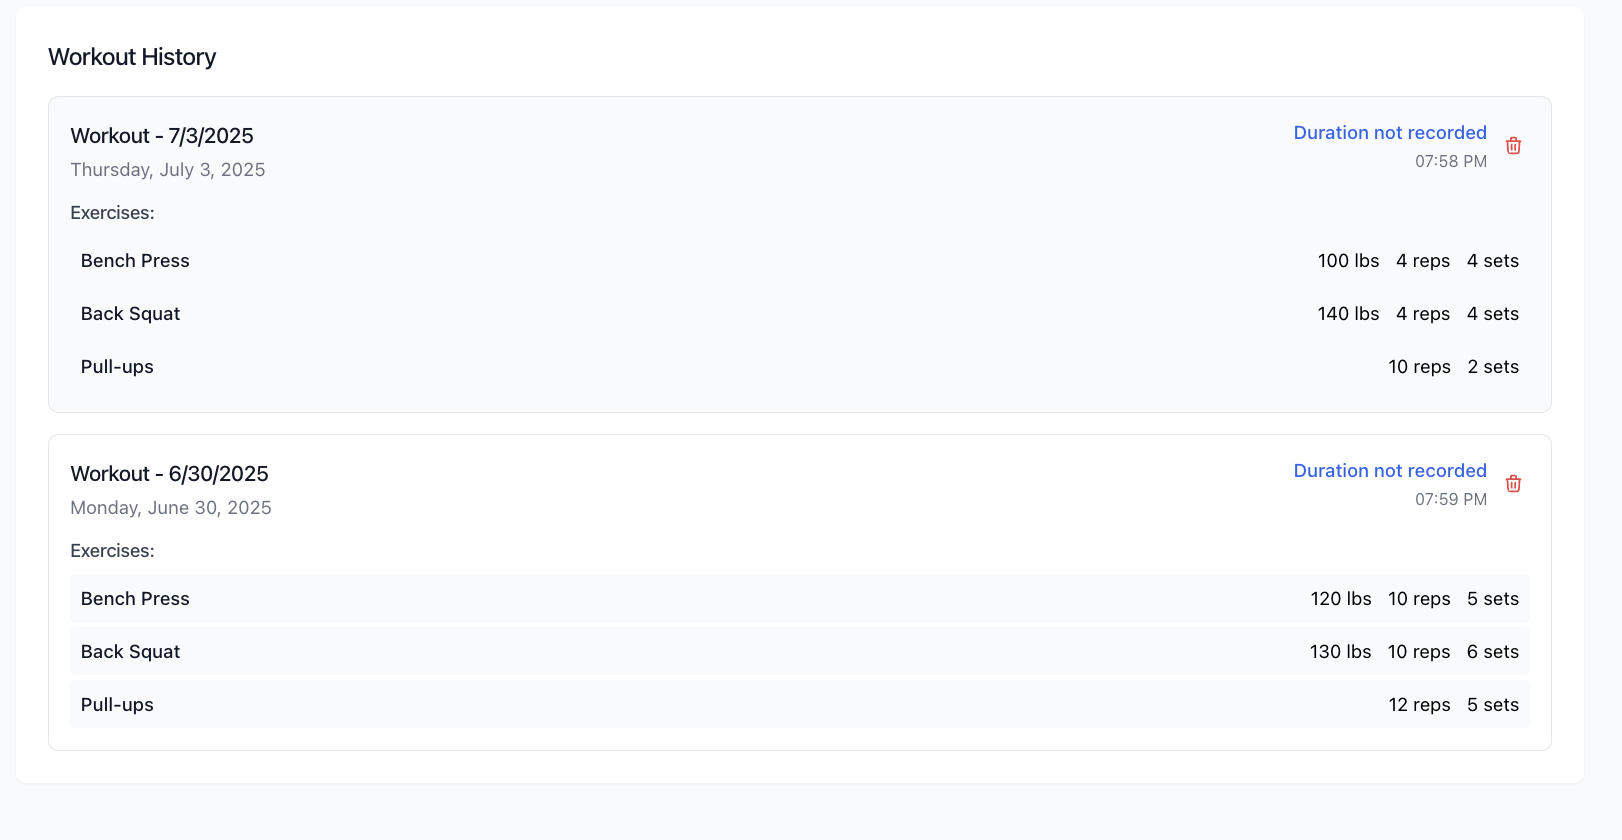 Workout History
Workout - 7/3/2025
Duration not recorded
Thursday, July 3, 2025
07:58 PM
Exercises:
Bench Press 100 lbs 4 reps 4 sets
Back Squat 140 lbs 4 reps 4 sets
Pull-ups 10 reps 2 sets
Workout - 6/30/2025
Duration not recorded
Monday, June 30, 2025
07:59 PM
Exercises:
Bench Press 120 lbs 10 reps 5 sets
Back Squat 130 lbs 10 reps 6 sets
Pull-ups 12 reps 5 sets